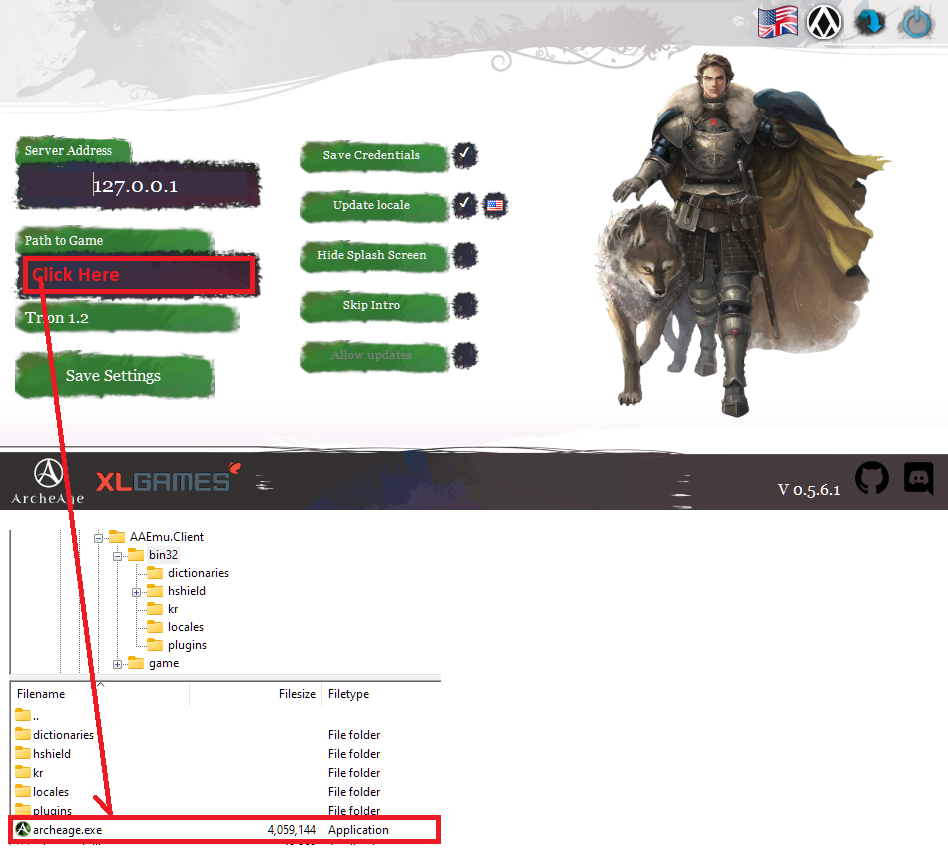 Server Address
127.0.0.1
Path to Game
Click Here
Trion 1.2
Save Settings
Save Credentials
Update locale
Hide Splash Screen
Skip Intro
Allow updates
ArcheAge
XLGAMES
V 0.5.6.1
AAEmu.Client
bin32
dictionaries
hshield
kr
locales
plugins
game
Filename Filesize Filetype
..
dictionaries File folder
hshield File folder
kr File folder
locales File folder
plugins File folder
archeage.exe 4,059,144 Application